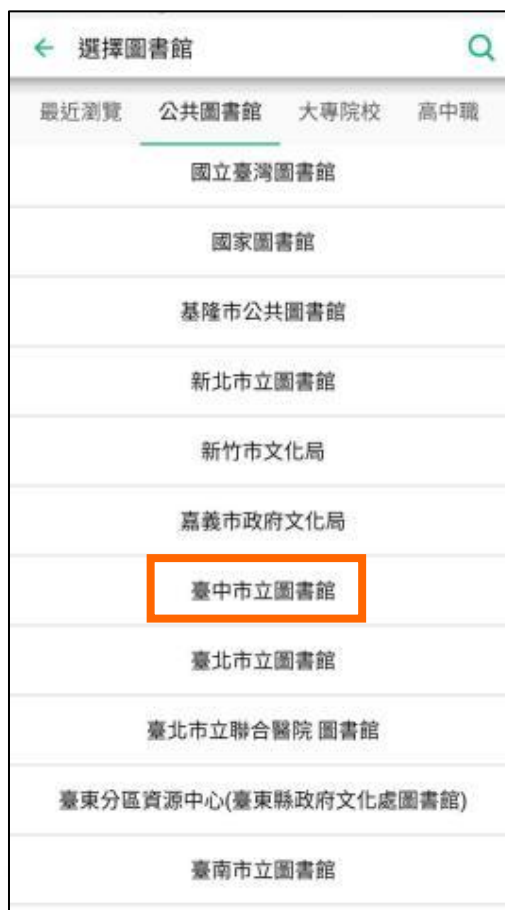 選擇圖書館
最近瀏覽 公共圖書館 大專院校 高中職
國立臺灣圖書館
國家圖書館
基隆市公共圖書館
新北市立圖書館
新竹市文化局
嘉義市政府文化局
臺中市立圖書館
臺北市立圖書館
臺北市立聯合醫院 圖書館
臺東分區資源中心(臺東縣政府文化處圖書館)
臺南市立圖書館